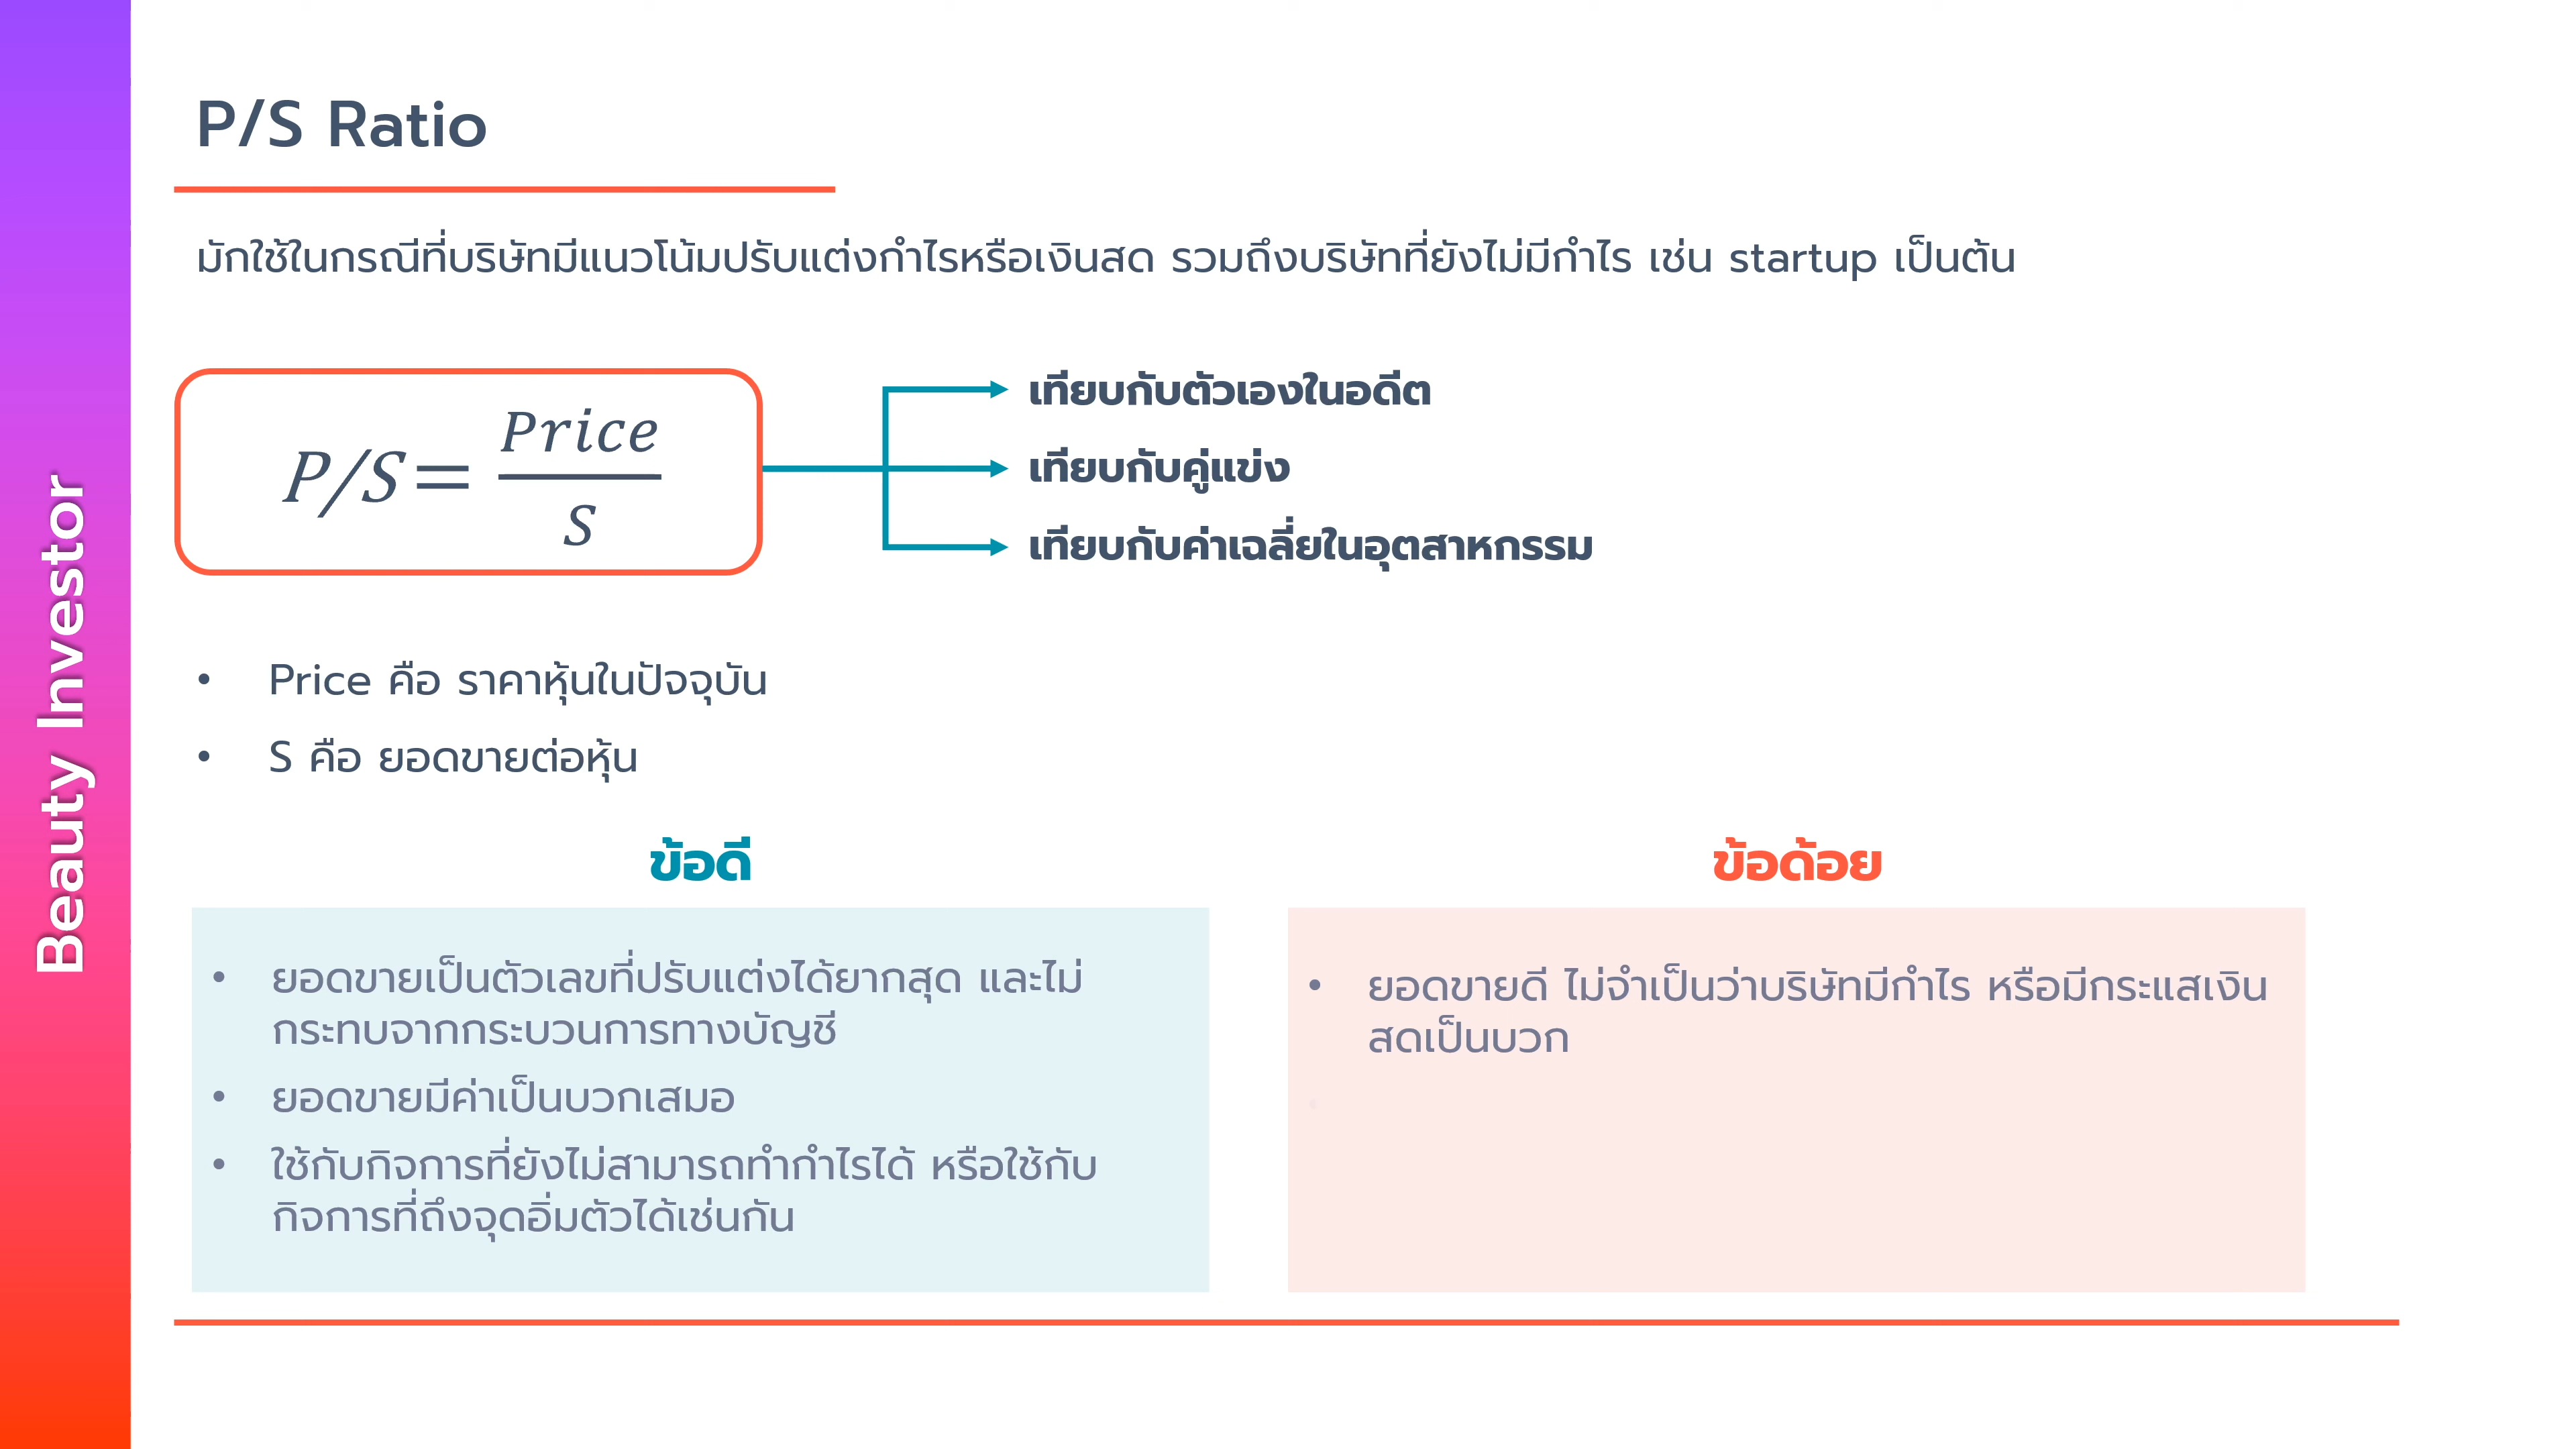 Beauty Investor
P/S Ratio
มักใช้ในกรณีที่บริษัทมีแนวโน้มปรับแต่งกำไรหรือเงินสด รวมถึงบริษัทที่ยังไม่มีกำไร เช่น startup เป็นต้น
P/S = Price / S
เทียบกับตัวเองในอดีต
เทียบกับคู่แข่ง
เทียบกับค่าเฉลี่ยในอุตสาหกรรม
• Price คือ ราคาหุ้นในปัจจุบัน
• S คือ ยอดขายต่อหุ้น
ข้อดี
• ยอดขายเป็นตัวเลขที่ปรับแต่งได้ยากสุด และไม่
กระทบจากกระบวนการทางบัญชี
• ยอดขายมีค่าเป็นบวกเสมอ
• ใช้กับกิจการที่ยังไม่สามารถทำกำไรได้ หรือใช้กับ
กิจการที่ถึงจุดอิ่มตัวได้เช่นกัน
ข้อด้อย
• ยอดขายดี ไม่จำเป็นว่าบริษัทมีกำไร หรือมีกระแสเงิน
สดเป็นบวก